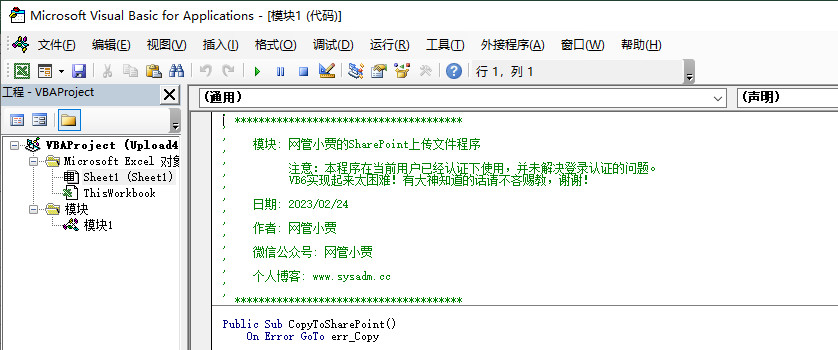 Microsoft Visual Basic for Applications - [模块1 (代码)]
文件(F) 编辑(E) 视图(V) 插入(I) 格式(O) 调试(D) 运行(R) 工具(T) 外接程序(A) 窗口(W) 帮助(H)
行 1，列 1
工程 - VBAProject
(通用)
(声明)
VBAProject (Upload4
Microsoft Excel 对象
Sheet1 (Sheet1)
ThisWorkbook
模块
模块1
' **************************************
'
' 模块: 网管小贾的SharePoint上传文件程序
'
' 注意：本程序在当前用户已经认证下使用，并未解决登录认证的问题。
' VB6实现起来太困难！有大神知道的话请不吝赐教，谢谢！
'
' 日期: 2023/02/24
'
' 作者: 网管小贾
'
' 微信公众号: 网管小贾
'
' 个人博客: www.sysadm.cc
'
' **************************************
Public Sub CopyToSharePoint()
On Error GoTo err_Copy